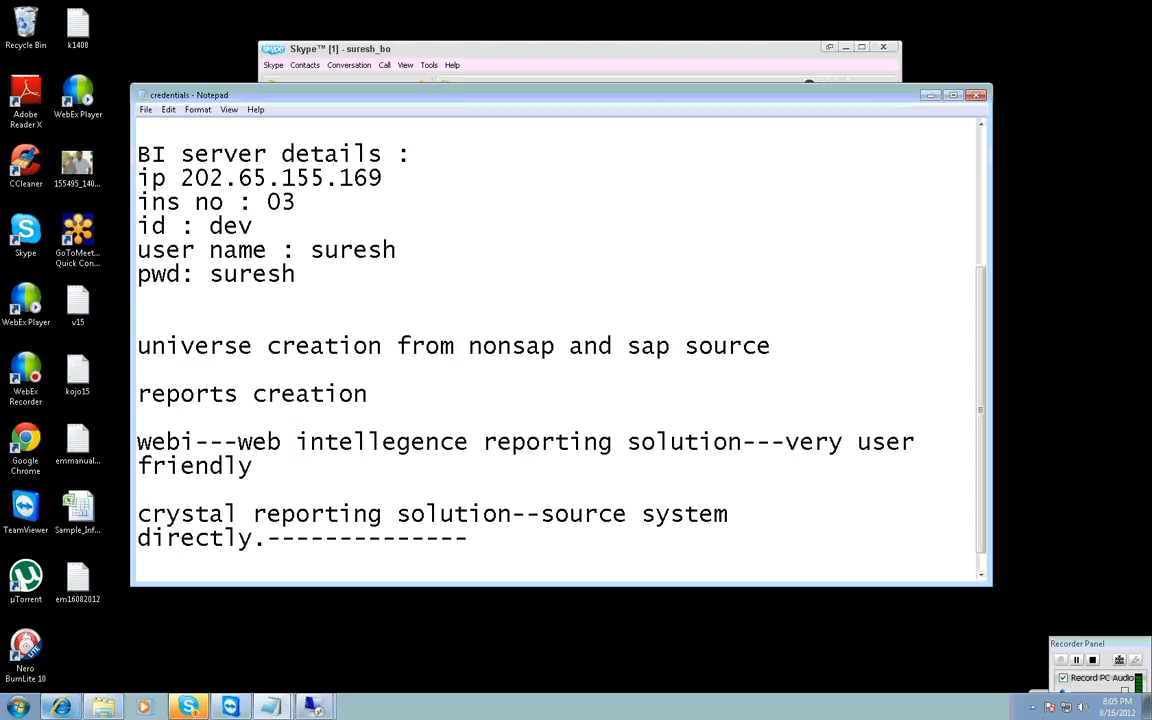 Recycle Bin
k1408
Skype™ [1] - suresh_bo
Skype Contacts Conversation Call View Tools Help
Adobe Reader X
WebEx Player
credentials - Notepad
File Edit Format View Help
BI server details :
ip 202.65.155.169
ins no : 03
id : dev
user name : suresh
pwd: suresh
universe creation from nonsap and sap source
reports creation
webi---web intellegence reporting solution---very user
friendly
crystal reporting solution--source system
directly.--------------
CCleaner
155495_140...
Skype
GoToMeet...
Quick Con...
WebEx Player
v15
WebEx Recorder
kojo15
Google Chrome
emmanual...
TeamViewer
Sample_Inf...
µTorrent
em16082012
Nero BurnLite 10
Recorder Panel
Record PC Audio
8:05 PM
8/16/2012